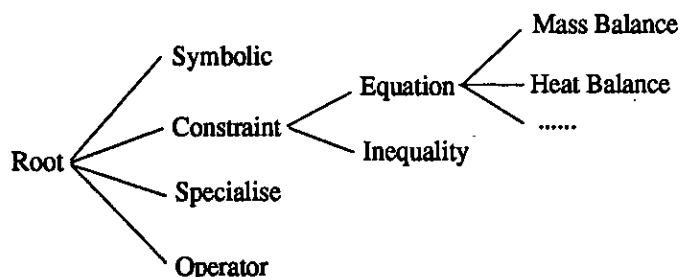 Mass Balance
Symbolic
Equation
Heat Balance
Constraint
......
Root
Inequality
Specialise
Operator